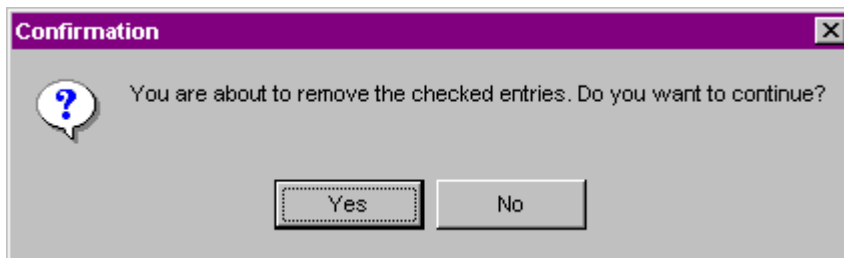 Confirmation
You are about to remove the checked entries. Do you want to continue?
Yes
No